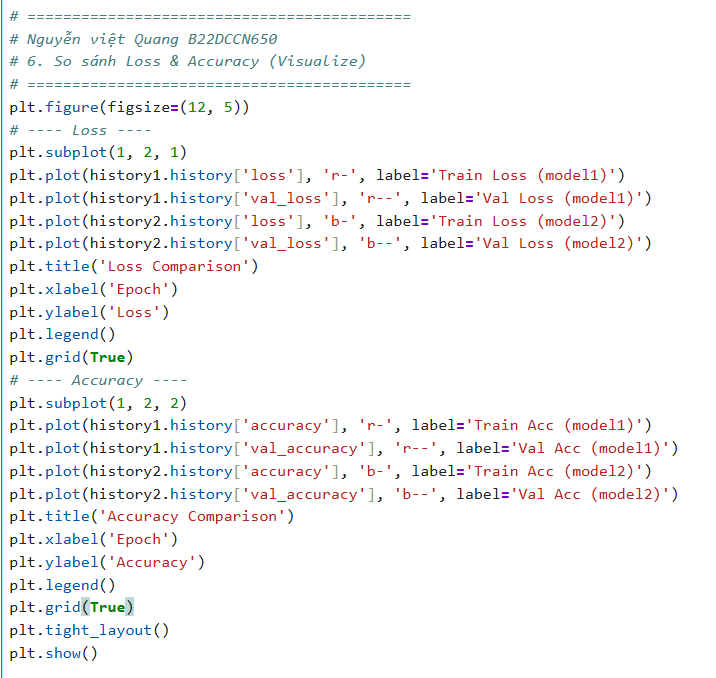 # ===========================================
# Nguyễn việt Quang B22DCCN650
# 6. So sánh Loss & Accuracy (Visualize)
# ===========================================
plt.figure(figsize=(12, 5))
# ---- Loss ----
plt.subplot(1, 2, 1)
plt.plot(history1.history['loss'], 'r-', label='Train Loss (model1)')
plt.plot(history1.history['val_loss'], 'r--', label='Val Loss (model1)')
plt.plot(history2.history['loss'], 'b-', label='Train Loss (model2)')
plt.plot(history2.history['val_loss'], 'b--', label='Val Loss (model2)')
plt.title('Loss Comparison')
plt.xlabel('Epoch')
plt.ylabel('Loss')
plt.legend()
plt.grid(True)
# ---- Accuracy ----
plt.subplot(1, 2, 2)
plt.plot(history1.history['accuracy'], 'r-', label='Train Acc (model1)')
plt.plot(history1.history['val_accuracy'], 'r--', label='Val Acc (model1)')
plt.plot(history2.history['accuracy'], 'b-', label='Train Acc (model2)')
plt.plot(history2.history['val_accuracy'], 'b--', label='Val Acc (model2)')
plt.title('Accuracy Comparison')
plt.xlabel('Epoch')
plt.ylabel('Accuracy')
plt.legend()
plt.grid(True)
plt.tight_layout()
plt.show()